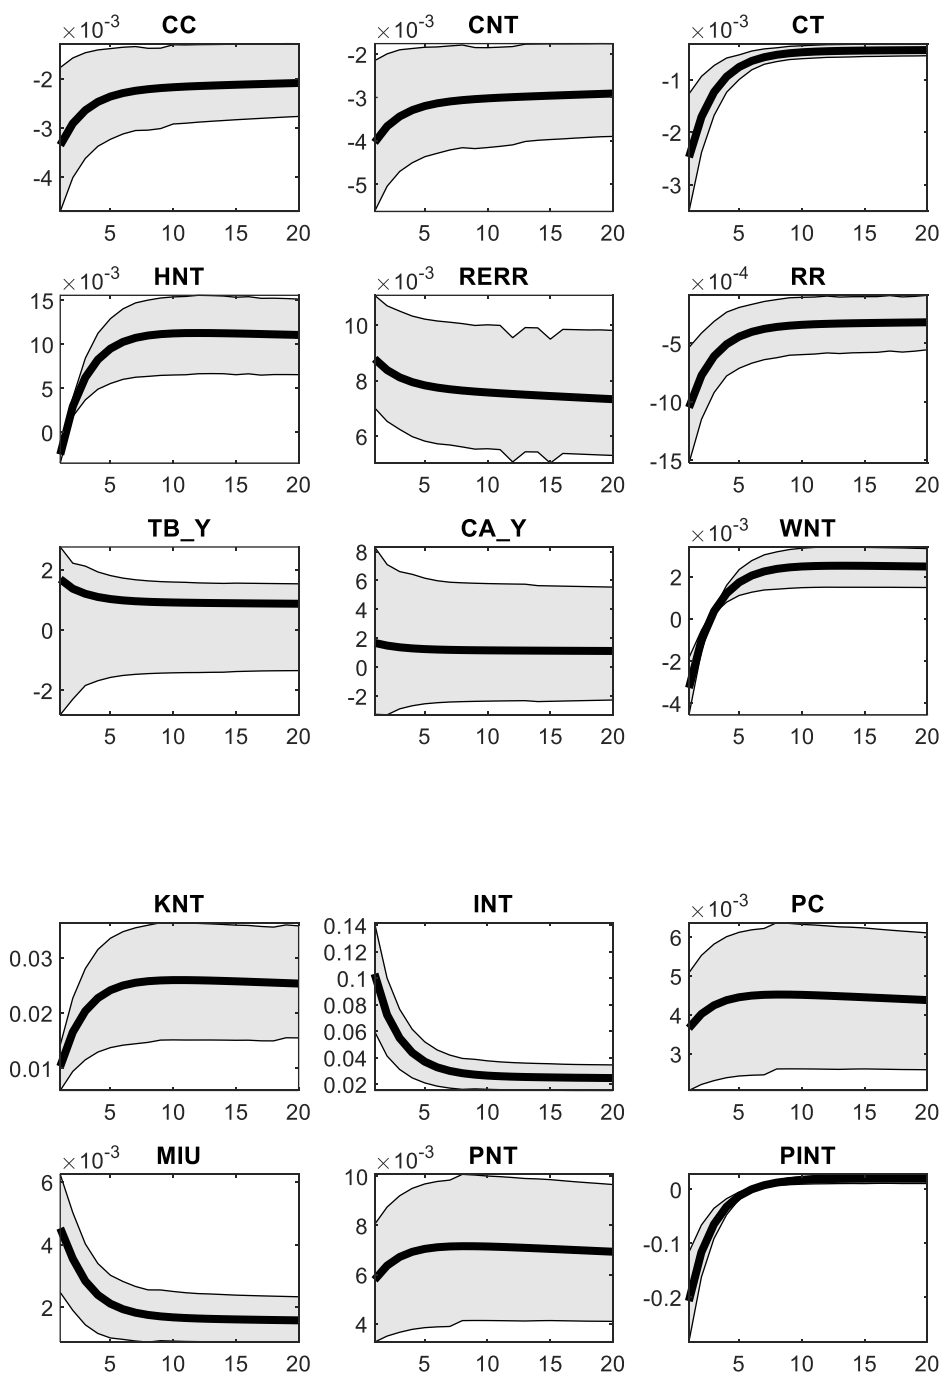 CC CNT CT
×10⁻³ ×10⁻³ ×10⁻³
-2 -3 -4
-2 -3 -4 -5
-1 -2 -3
5 10 15 20 5 10 15 20 5 10 15 20
HNT RERR RR
×10⁻³ ×10⁻³ ×10⁻⁴
15 10 5 0
10 8 6
-5 -10 -15
5 10 15 20 5 10 15 20 5 10 15 20
TB_Y CA_Y WNT
×10⁻³
2 0 -2
8 6 4 2 0 -2
2 0 -2 -4
5 10 15 20 5 10 15 20 5 10 15 20
KNT INT PC
×10⁻³
0.03 0.02 0.01
0.14 0.12 0.1 0.08 0.06 0.04 0.02
6 5 4 3
5 10 15 20 5 10 15 20 5 10 15 20
MIU PNT PINT
×10⁻³ ×10⁻³
6 4 2
10 8 6 4
0 -0.1 -0.2
5 10 15 20 5 10 15 20 5 10 15 20